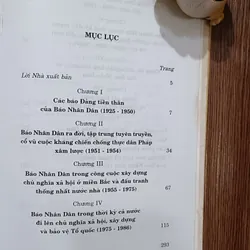 MỤC LỤC
Trang
Lời Nhà xuất bản 5
Chương I
Các báo Đảng tiền thân
của Báo Nhân Dân (1925 - 1950) 7
Chương II
Báo Nhân Dân ra đời, tập trung tuyên truyền,
cổ vũ cuộc kháng chiến chống thực dân Pháp
xâm lược (1951 - 1954) 34
Chương III
Báo Nhân Dân trong công cuộc xây dựng
chủ nghĩa xã hội ở miền Bắc và đấu tranh
thống nhất nước nhà (1955 - 1975) 67
Chương IV
Báo Nhân Dân trong thời kỳ cả nước
đi lên chủ nghĩa xã hội, xây dựng
và bảo vệ Tổ quốc (1975 - 1986) 115
293